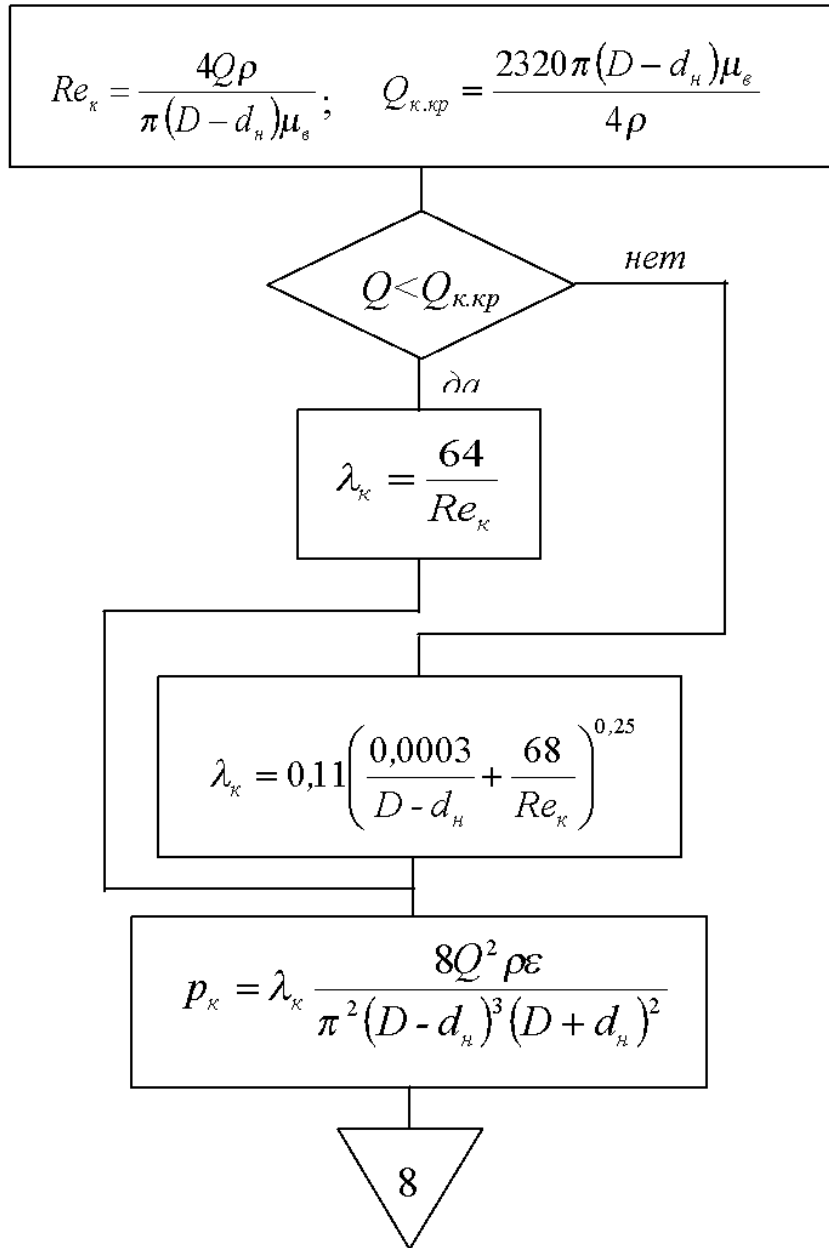 Re_к = 4Qρ / π(D – d_н)μ_в ; Q_к.кр = 2320π(D – d_н)μ_в / 4ρ
Q<Q_к.кр
нет
да
λ_к = 64 / Re_к
λ_к = 0,11(0,0003 / D - d_н + 68 / Re_к)^0,25
p_к = λ_к 8Q²ρε / π²(D - d_н)³(D + d_н)²
8